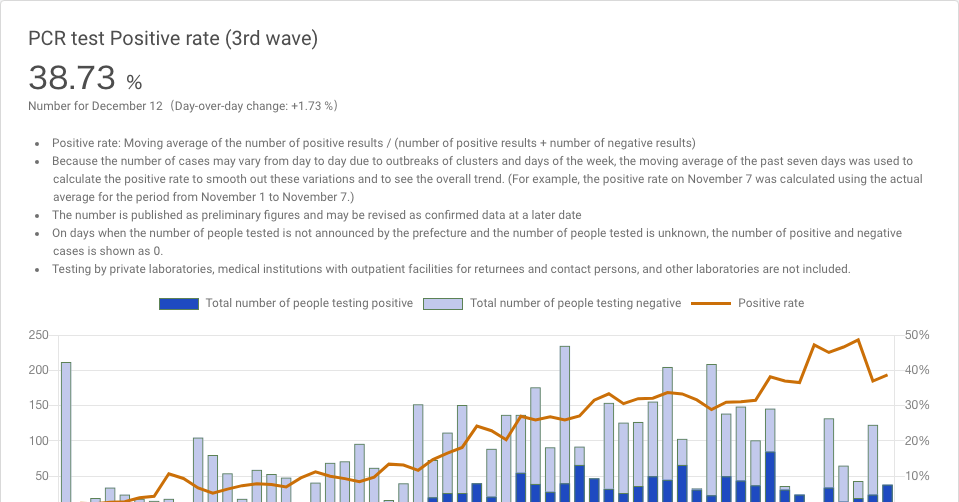 PCR test Positive rate (3rd wave)
38.73 %
Number for December 12 (Day-over-day change: +1.73 %)
• Positive rate: Moving average of the number of positive results / (number of positive results + number of negative results)
• Because the number of cases may vary from day to day due to outbreaks of clusters and days of the week, the moving average of the past seven days was used to
calculate the positive rate to smooth out these variations and to see the overall trend. (For example, the positive rate on November 7 was calculated using the actual
average for the period from November 1 to November 7.)
• The number is published as preliminary figures and may be revised as confirmed data at a later date
• On days when the number of people tested is not announced by the prefecture and the number of people tested is unknown, the number of positive and negative
cases is shown as 0.
• Testing by private laboratories, medical institutions with outpatient facilities for returnees and contact persons, and other laboratories are not included.
Total number of people testing positive Total number of people testing negative Positive rate
250 50%
200 40%
150 30%
100 20%
50 10%